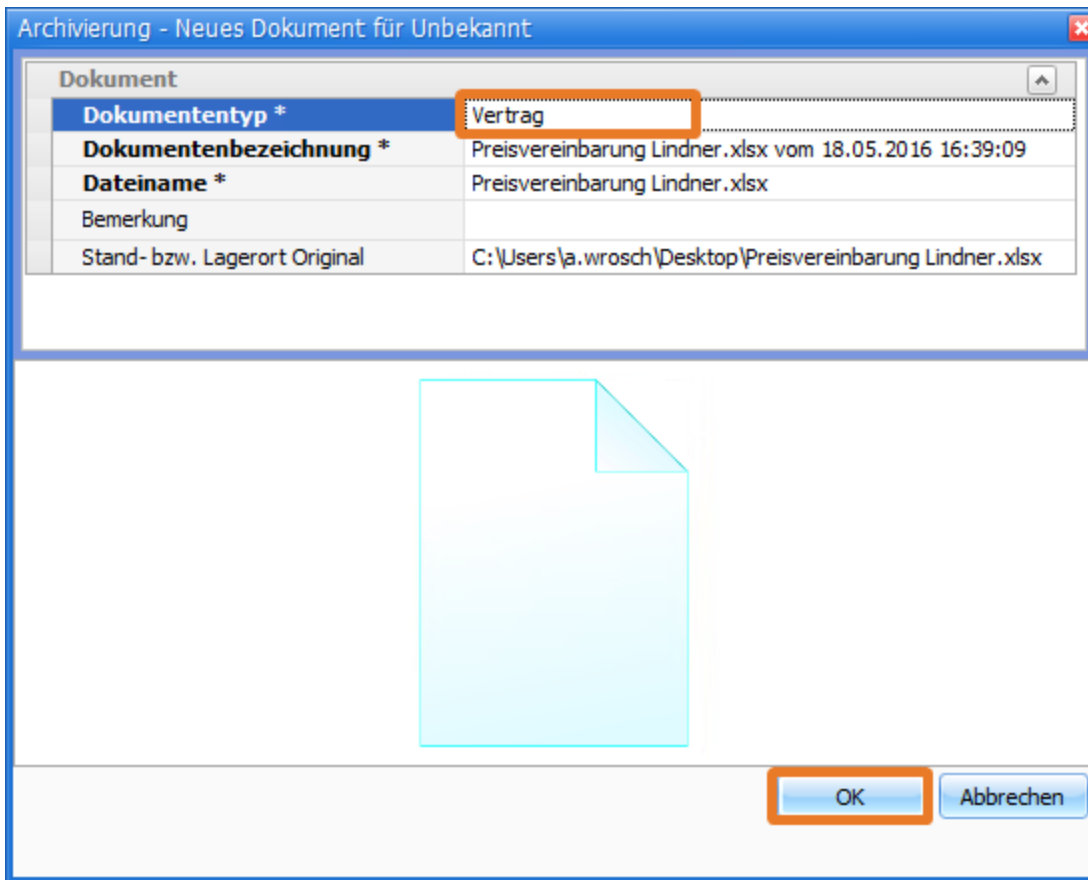 Archivierung - Neues Dokument für Unbekannt
Dokument
Dokumententyp * Vertrag
Dokumentenbezeichnung * Preisvereinbarung Lindner.xlsx vom 18.05.2016 16:39:09
Dateiname * Preisvereinbarung Lindner.xlsx
Bemerkung
Stand- bzw. Lagerort Original C:\Users\a.wrosch\Desktop\Preisvereinbarung Lindner.xlsx
OK Abbrechen